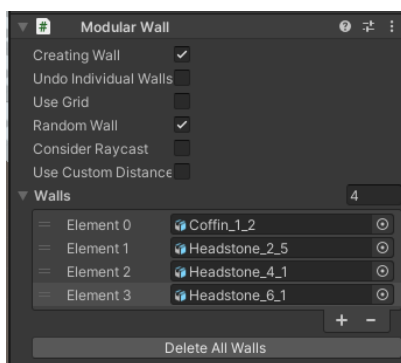 # Modular Wall
Creating Wall
Undo Individual Walls
Use Grid
Random Wall
Consider Raycast
Use Custom Distance
Walls 4
Element 0 Coffin_1_2
Element 1 Headstone_2_5
Element 2 Headstone_4_1
Element 3 Headstone_6_1
+ -
Delete All Walls